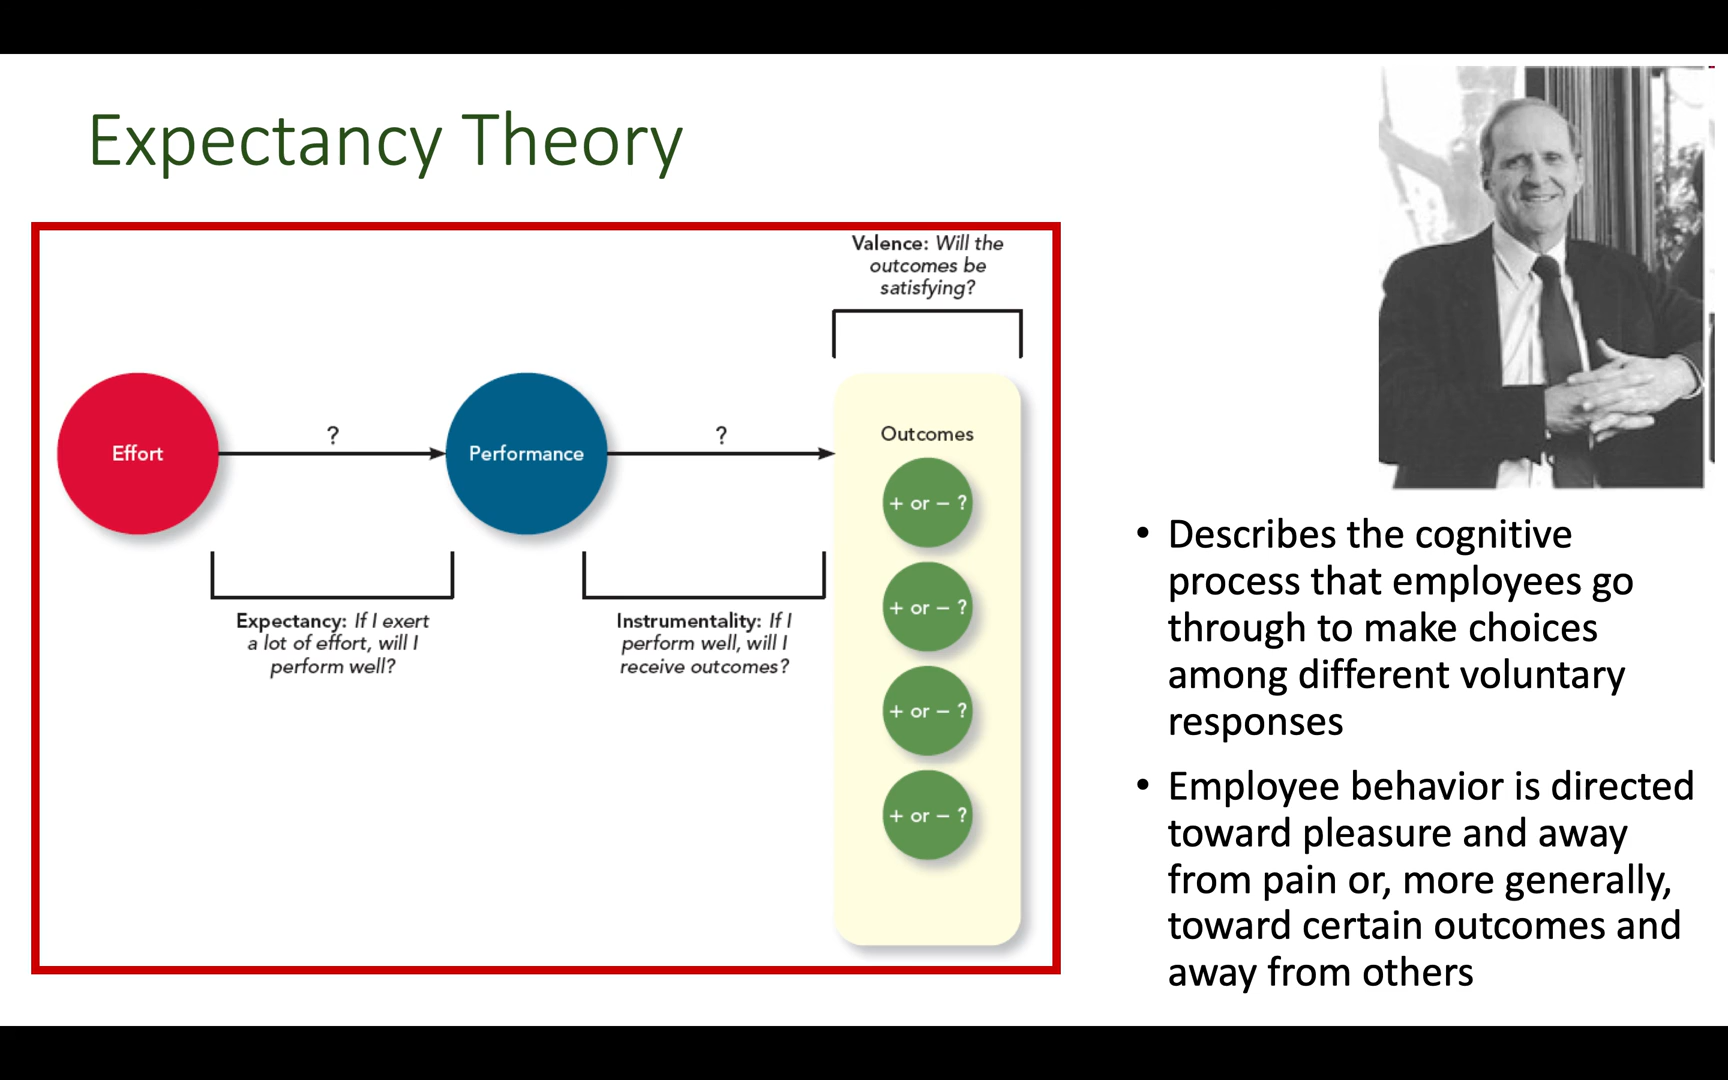 Expectancy Theory
Valence: Will the
outcomes be
satisfying?
Effort
?
Performance
?
Outcomes
+ or – ?
+ or – ?
+ or – ?
+ or – ?
Expectancy: If I exert
a lot of effort, will I
perform well?
Instrumentality: If I
perform well, will I
receive outcomes?
• Describes the cognitive
process that employees go
through to make choices
among different voluntary
responses
• Employee behavior is directed
toward pleasure and away
from pain or, more generally,
toward certain outcomes and
away from others